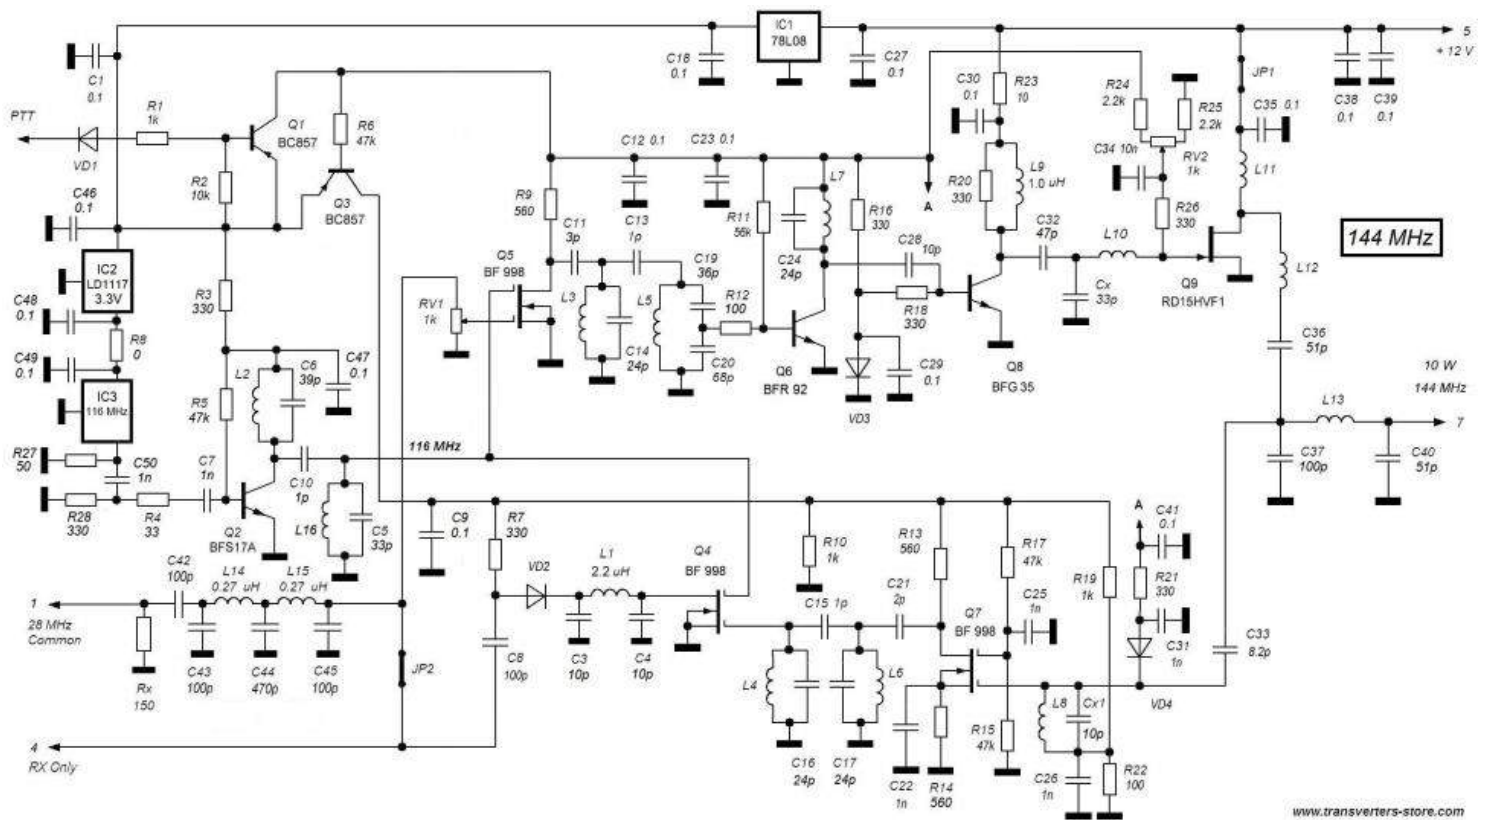 IC1
78L08
5
+ 12 V
C1
0.1
C18
0.1
C27
0.1
C30
0.1
R23
10
R24
2.2k
R25
2.2k
JP1
C35 0.1
C38
0.1
C39
0.1
PTT
VD1
R1
1k
Q1
BC857
R6
47k
R2
10k
Q3
BC857
C46
0.1
R9
560
C12 0.1
C23 0.1
L7
R11
56k
R16
330
A
R20
330
L9
1.0 uH
C34 10n
RV2
1k
L11
R26
330
C11
3p
C13
1p
C19
36p
C24
24p
C28
10p
C32
47p
L10
Cx
33p
Q9
RD15HVF1
L12
144 MHz
IC2
LD1117
3.3V
C48
0.1
R8
0
C49
0.1
IC3
116 MHz
R3
330
Q5
BF 998
RV1
1k
L3
L5
R12
100
C14
24p
C20
68p
Q6
BFR 92
R18
330
VD3
C29
0.1
Q8
BFG 35
C36
51p
10 W
144 MHz
L13
7
C37
100p
C40
51p
L2
C6
39p
C47
0.1
R5
47k
R27
50
C50
1n
C7
1n
C10
1p
116 MHz
R28
330
R4
33
Q2
BFS17A
L16
C5
33p
C9
0.1
R7
330
VD2
L1
2.2 uH
Q4
BF 998
R10
1k
R13
560
R17
47k
R19
1k
A
C41
0.1
R21
330
C31
1n
VD4
C33
8.2p
C42
100p
L14
0.27 uH
L15
0.27 uH
1
28 MHz
Common
Rx
150
C43
100p
C44
470p
C45
100p
JP2
C8
100p
C3
10p
C4
10p
C15 1p
C21
2p
Q7
BF 998
C25
1n
L4
L6
C16
24p
C17
24p
C22
1n
R14
560
R15
47k
L8
Cx1
10p
C26
1n
R22
100
4
RX Only
www.transverters-store.com